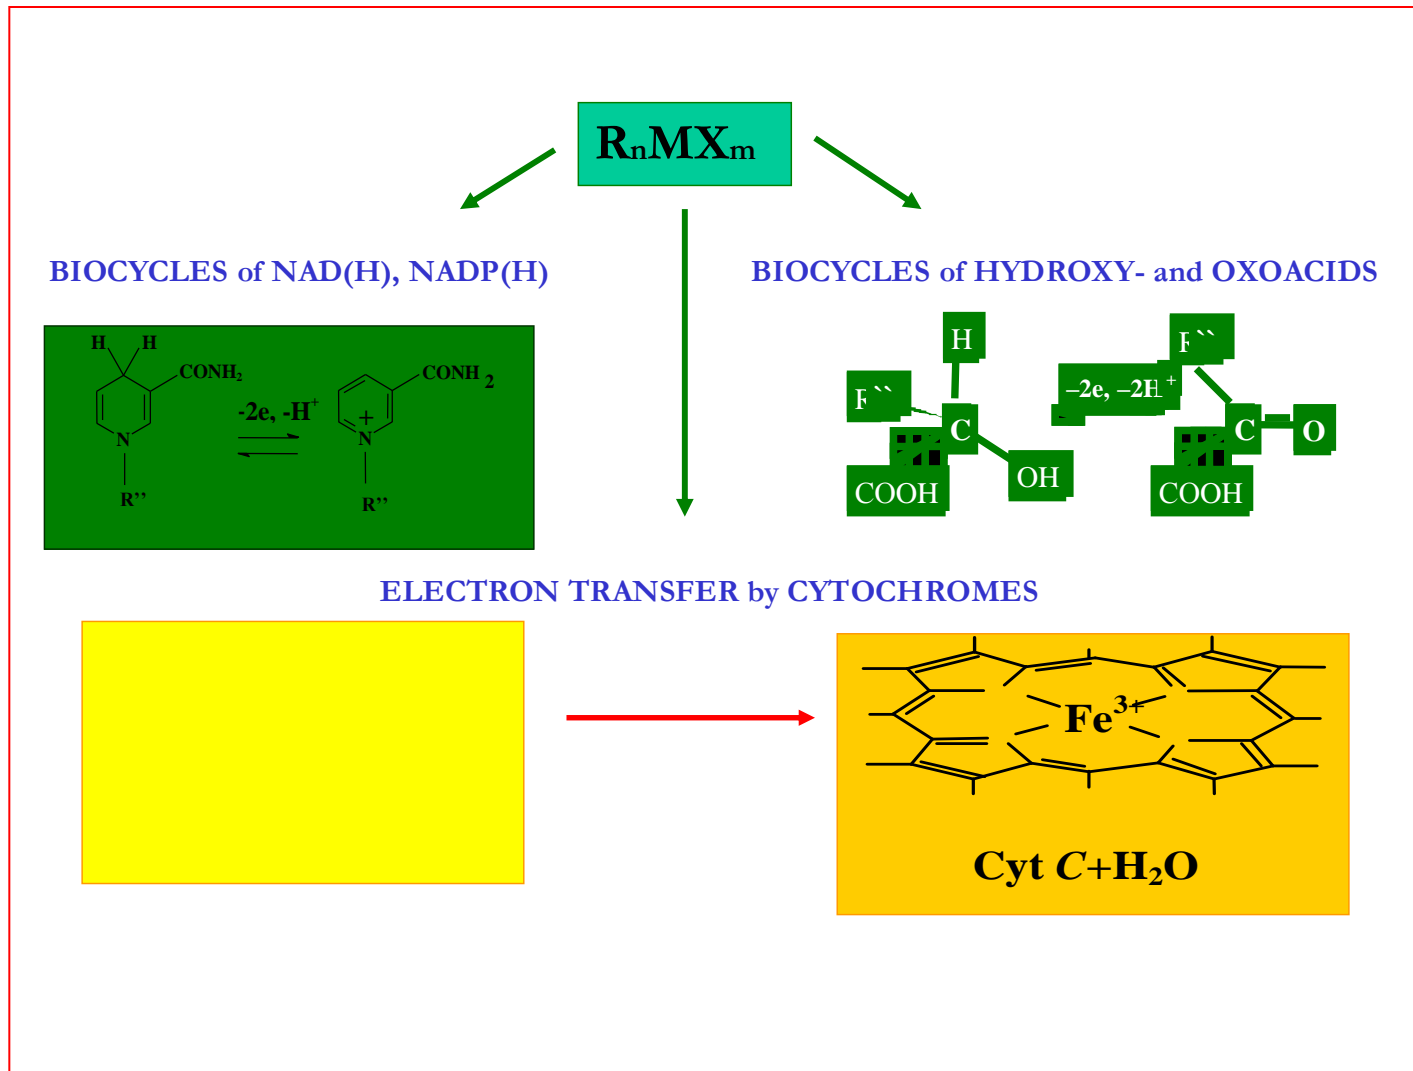 RnMXm
BIOCYCLES of NAD(H), NADP(H)
BIOCYCLES of HYDROXY- and OXOACIDS
H H
CONH₂
-2e, -H⁺
N
R’’
CONH ₂
+
N
R’’
H
R``
C
OH
COOH
–2e, –2H⁺
R``
C
O
COOH
ELECTRON TRANSFER by CYTOCHROMES
Fe³⁺
Cyt C+H₂O